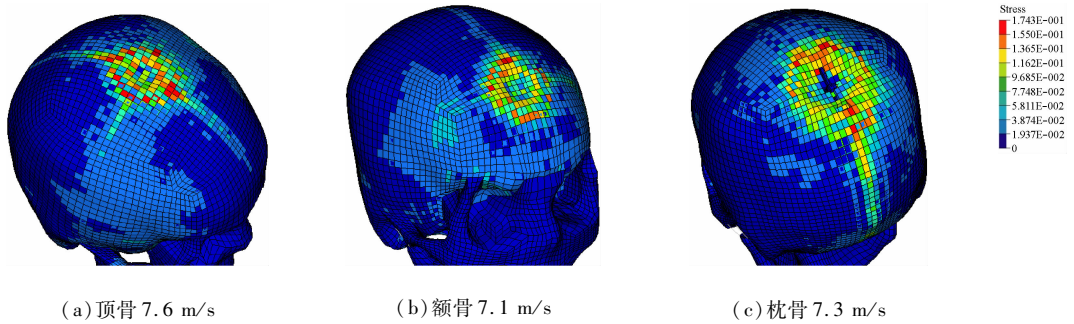 Stress
1.743E-001
1.550E-001
1.365E-001
1.162E-001
9.685E-002
7.748E-002
5.811E-002
3.874E-002
1.937E-002
0
(a)顶骨 7.6 m/s
(b)额骨 7.1 m/s
(c)枕骨 7.3 m/s